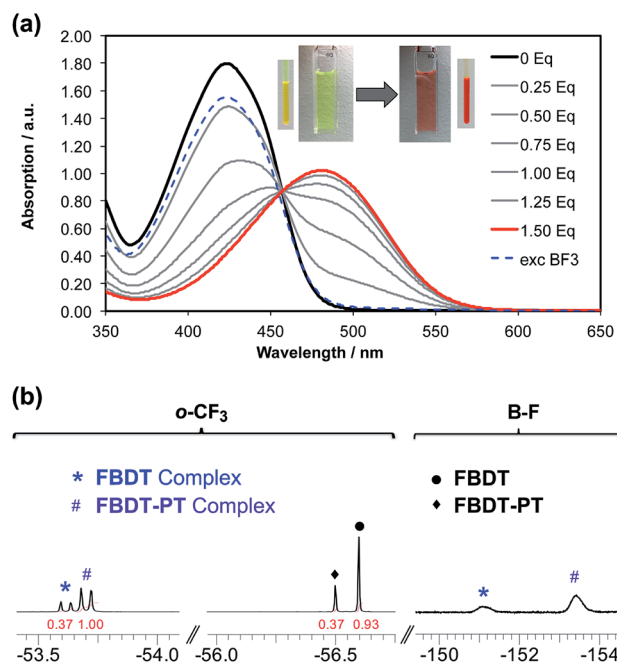 (a)
Absorption / a.u.
2.00
1.80
1.60
1.40
1.20
1.00
0.80
0.60
0.40
0.20
0.00
350 400 450 500 550 600 650
Wavelength / nm
0 Eq
0.25 Eq
0.50 Eq
0.75 Eq
1.00 Eq
1.25 Eq
1.50 Eq
exc BF3
(b)
o-CF3 B-F
* FBDT Complex
# FBDT-PT Complex
● FBDT
♦ FBDT-PT
* # ♦ ● * #
0.37 1.00 0.37 0.93
-53.5 -54.0 // -56.0 -56.5 // -150 -152 -154